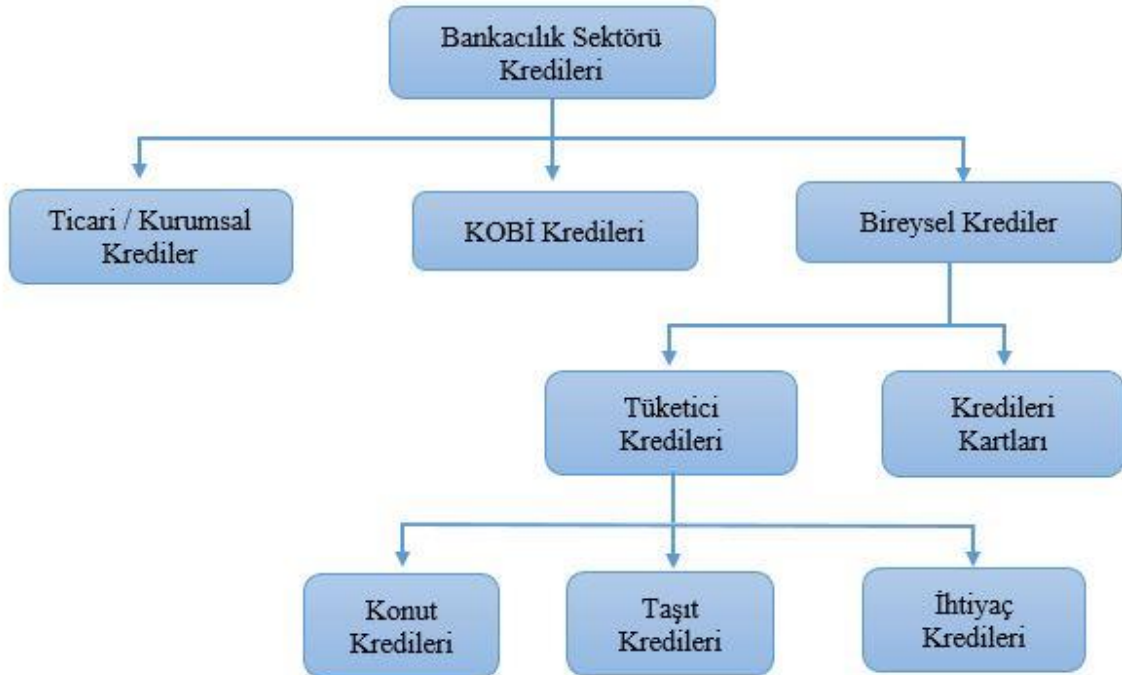 Bankacılık Sektörü
Kredileri
Ticari / Kurumsal
Krediler
KOBİ Kredileri
Bireysel Krediler
Tüketici
Kredileri
Kredileri
Kartları
Konut
Kredileri
Taşıt
Kredileri
İhtiyaç
Kredileri